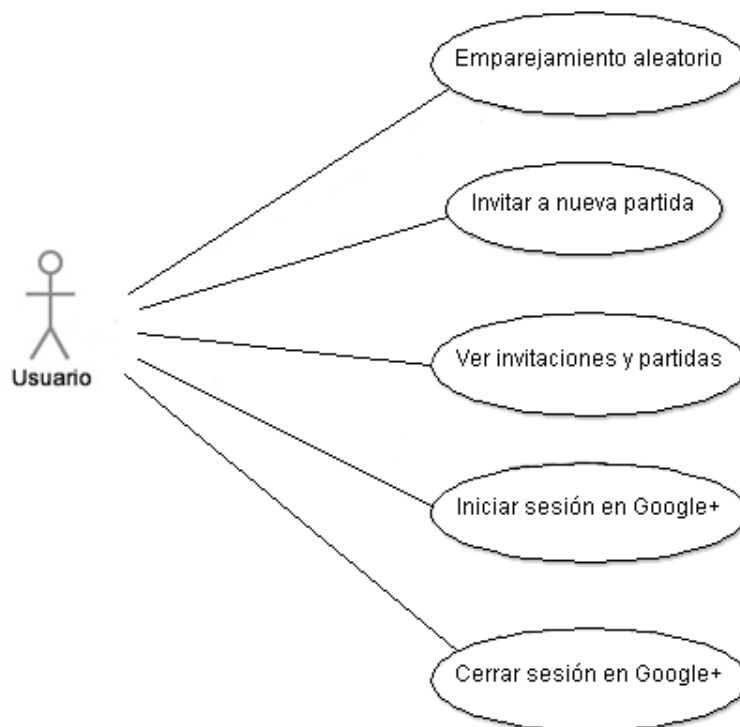 Emparejamiento aleatorio
Invitar a nueva partida
Usuario
Ver invitaciones y partidas
Iniciar sesión en Google+
Cerrar sesión en Google+